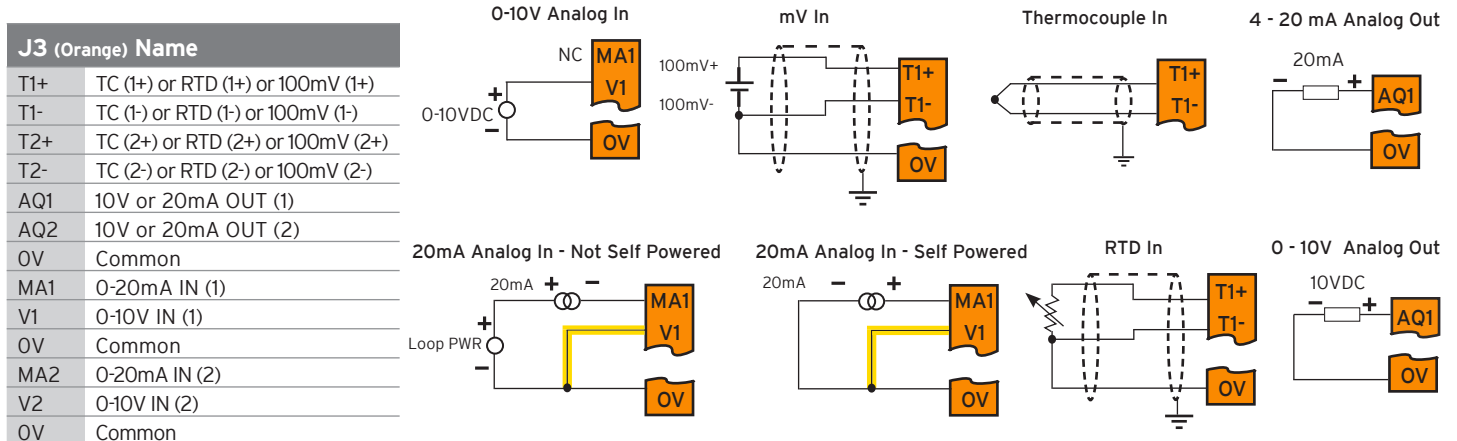 J3 (Orange) Name
T1+ TC (1+) or RTD (1+) or 100mV (1+)
T1- TC (1-) or RTD (1-) or 100mV (1-)
T2+ TC (2+) or RTD (2+) or 100mV (2+)
T2- TC (2-) or RTD (2-) or 100mV (2-)
AQ1 10V or 20mA OUT (1)
AQ2 10V or 20mA OUT (2)
0V Common
MA1 0-20mA IN (1)
V1 0-10V IN (1)
0V Common
MA2 0-20mA IN (2)
V2 0-10V IN (2)
0V Common
0-10V Analog In
NC MA1
V1
0-10VDC
+
−
0V
mV In
100mV+
100mV-
T1+
T1-
0V
Thermocouple In
T1+
T1-
4 - 20 mA Analog Out
20mA
− +
AQ1
0V
20mA Analog In - Not Self Powered
20mA + −
MA1
V1
+
Loop PWR
−
0V
20mA Analog In - Self Powered
20mA − +
MA1
V1
0V
RTD In
T1+
T1-
0V
0 - 10V Analog Out
10VDC
− +
AQ1
0V